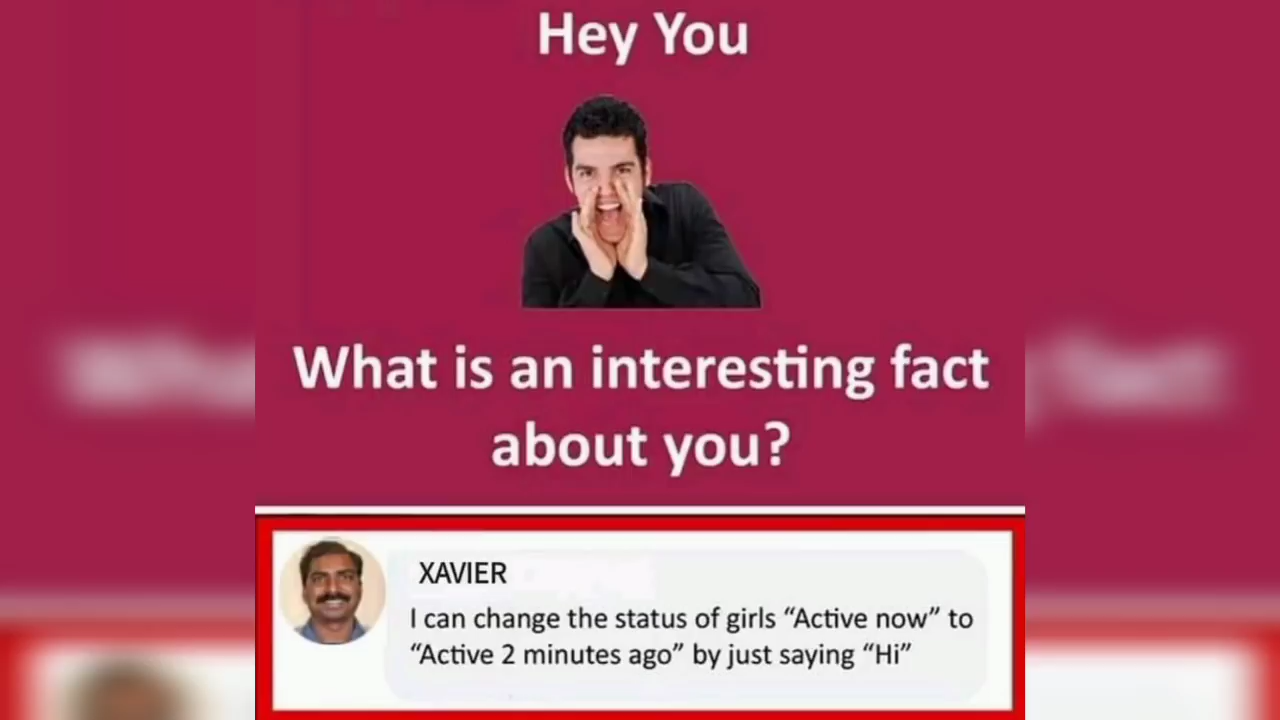 Hey You
What is an interesting fact
about you?
XAVIER
I can change the status of girls “Active now” to
“Active 2 minutes ago” by just saying “Hi”